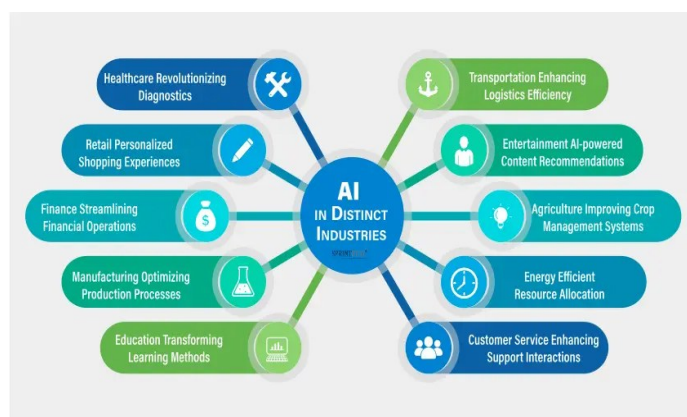 Healthcare Revolutionizing
Diagnostics
Retail Personalized
Shopping Experiences
Finance Streamlining
Financial Operations
Manufacturing Optimizing
Production Processes
Education Transforming
Learning Methods
AI
IN DISTINCT
INDUSTRIES
Transportation Enhancing
Logistics Efficiency
Entertainment AI-powered
Content Recommendations
Agriculture Improving Crop
Management Systems
Energy Efficient
Resource Allocation
Customer Service Enhancing
Support Interactions